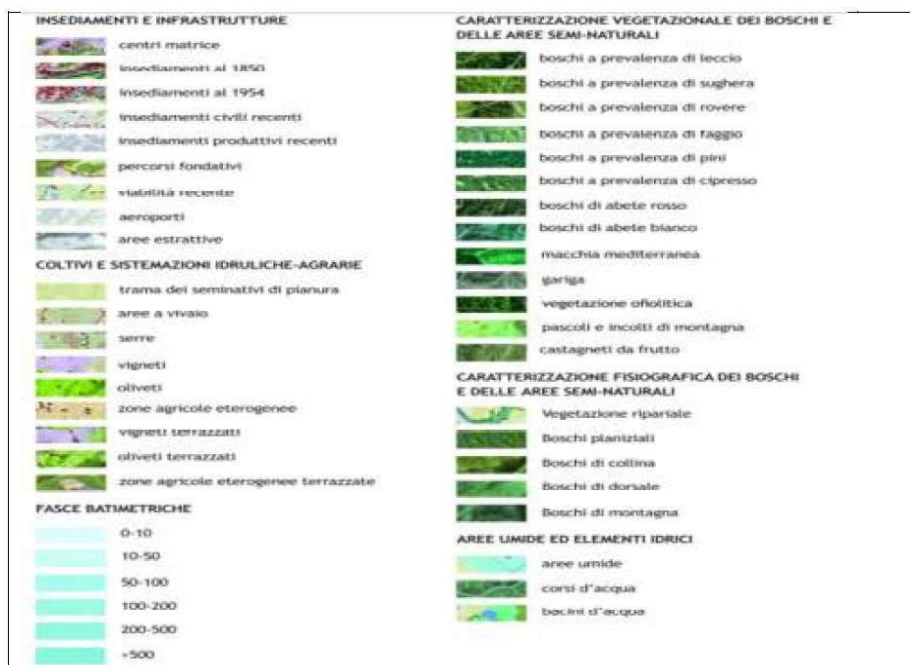 INSEDIAMENTI E INFRASTRUTTURE
centri matrice
insediamenti al 1850
insediamenti al 1954
insediamenti civili recenti
insediamenti produttivi recenti
percorsi fondativi
viabilità recente
aeroporti
aree estrattive
COLTIVI E SISTEMAZIONI IDRULICHE-AGRARIE
trama dei seminativi di pianura
aree a vivaio
serre
vigneti
oliveti
zone agricole eterogenee
vigneti terrazzati
oliveti terrazzati
zone agricole eterogenee terrazzate
FASCE BATIMETRICHE
0-10
10-50
50-100
100-200
200-500
>500
CARATTERIZZAZIONE VEGETAZIONALE DEI BOSCHI E
DELLE AREE SEMI-NATURALI
boschi a prevalenza di leccio
boschi a prevalenza di sughera
boschi a prevalenza di rovere
boschi a prevalenza di faggio
boschi a prevalenza di pini
boschi a prevalenza di cipresso
boschi di abete rosso
boschi di abete bianco
macchia mediterranea
gariga
vegetazione ofiolitica
pascoli e incolti di montagna
castagneti da frutto
CARATTERIZZAZIONE FISIOGRAFICA DEI BOSCHI
E DELLE AREE SEMI-NATURALI
Vegetazione ripariale
Boschi planiziali
Boschi di collina
Boschi di dorsale
Boschi di montagna
AREE UMIDE ED ELEMENTI IDRICI
aree umide
corsi d'acqua
bacini d'acqua